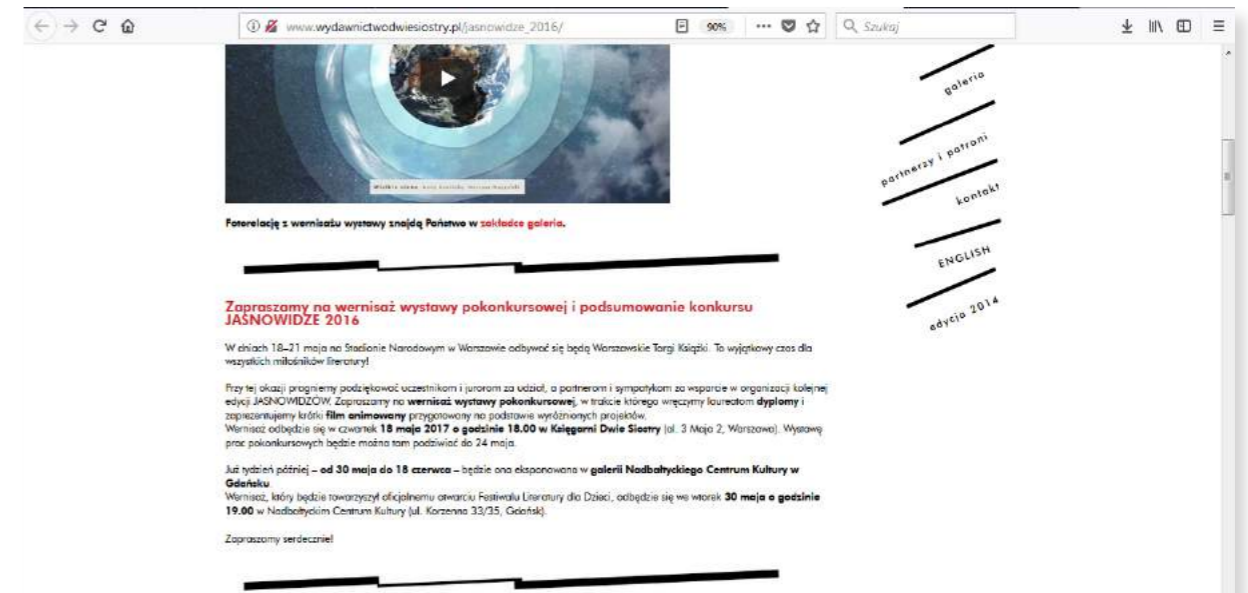 www.wydawnictwodwiesiostry.pl/jasnowidze_2016/
90%
Szukaj
galeria
partnerzy i patroni
kontakt
ENGLISH
edycja 2014
Fotorelację z wernisażu wystawy znajdą Państwo w zakładce galeria.
Zapraszamy na wernisaż wystawy pokonkursowej i podsumowanie konkursu
JASNOWIDZE 2016
W dniach 18–21 maja na Stadionie Narodowym w Warszawie odbywać się będą Warszawskie Targi Książki. To wyjątkowy czas dla
wszystkich miłośników literatury!
Przy tej okazji pragniemy podziękować uczestnikom i jurorom za udział, a partnerom i sympatykom za wsparcie w organizacji kolejnej
edycji JASNOWIDZÓW. Zapraszamy na wernisaż wystawy pokonkursowej, w trakcie którego wręczymy laureatom dyplomy i
zaprezentujemy krótki film animowany przygotowany na podstawie wyróżnionych projektów.
Wernisaż odbędzie się w czwartek 18 maja 2017 o godzinie 18.00 w Księgarni Dwie Siostry (al. 3 Maja 2, Warszawa). Wystawę
prac pokonkursowych będzie można tam podziwiać do 24 maja.
Już tydzień później – od 30 maja do 18 czerwca – będzie ona eksponowana w galerii Nadbałtyckiego Centrum Kultury w
Gdańsku.
Wernisaż, który będzie towarzyszył oficjalnemu otwarciu Festiwalu Literatury dla Dzieci, odbędzie się we wtorek 30 maja o godzinie
19.00 w Nadbałtyckim Centrum Kultury (ul. Korzenna 33/35, Gdańsk).
Zapraszamy serdecznie!